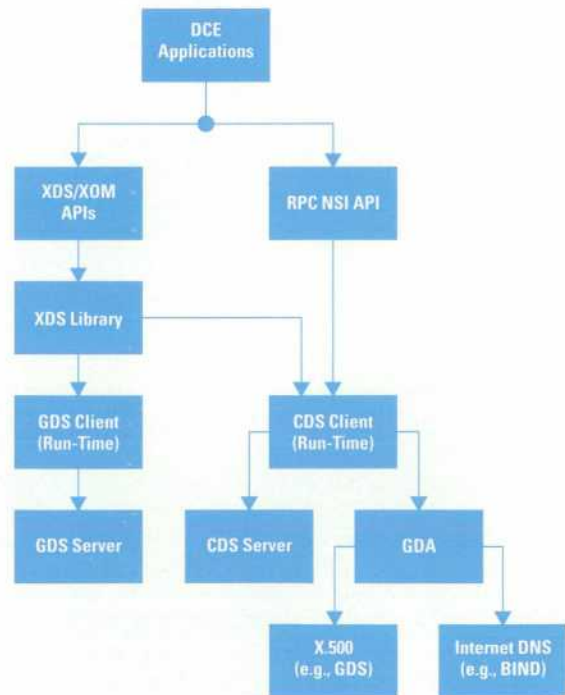 DCE
Applications
XDS/XOM
APIs
RPC NSI API
XDS Library
GDS Client
(Run-Time)
CDS Client
(Run-Time)
GDS Server
CDS Server
GDA
X.500
(e.g., GDS)
Internet DNS
(e.g., BIND)